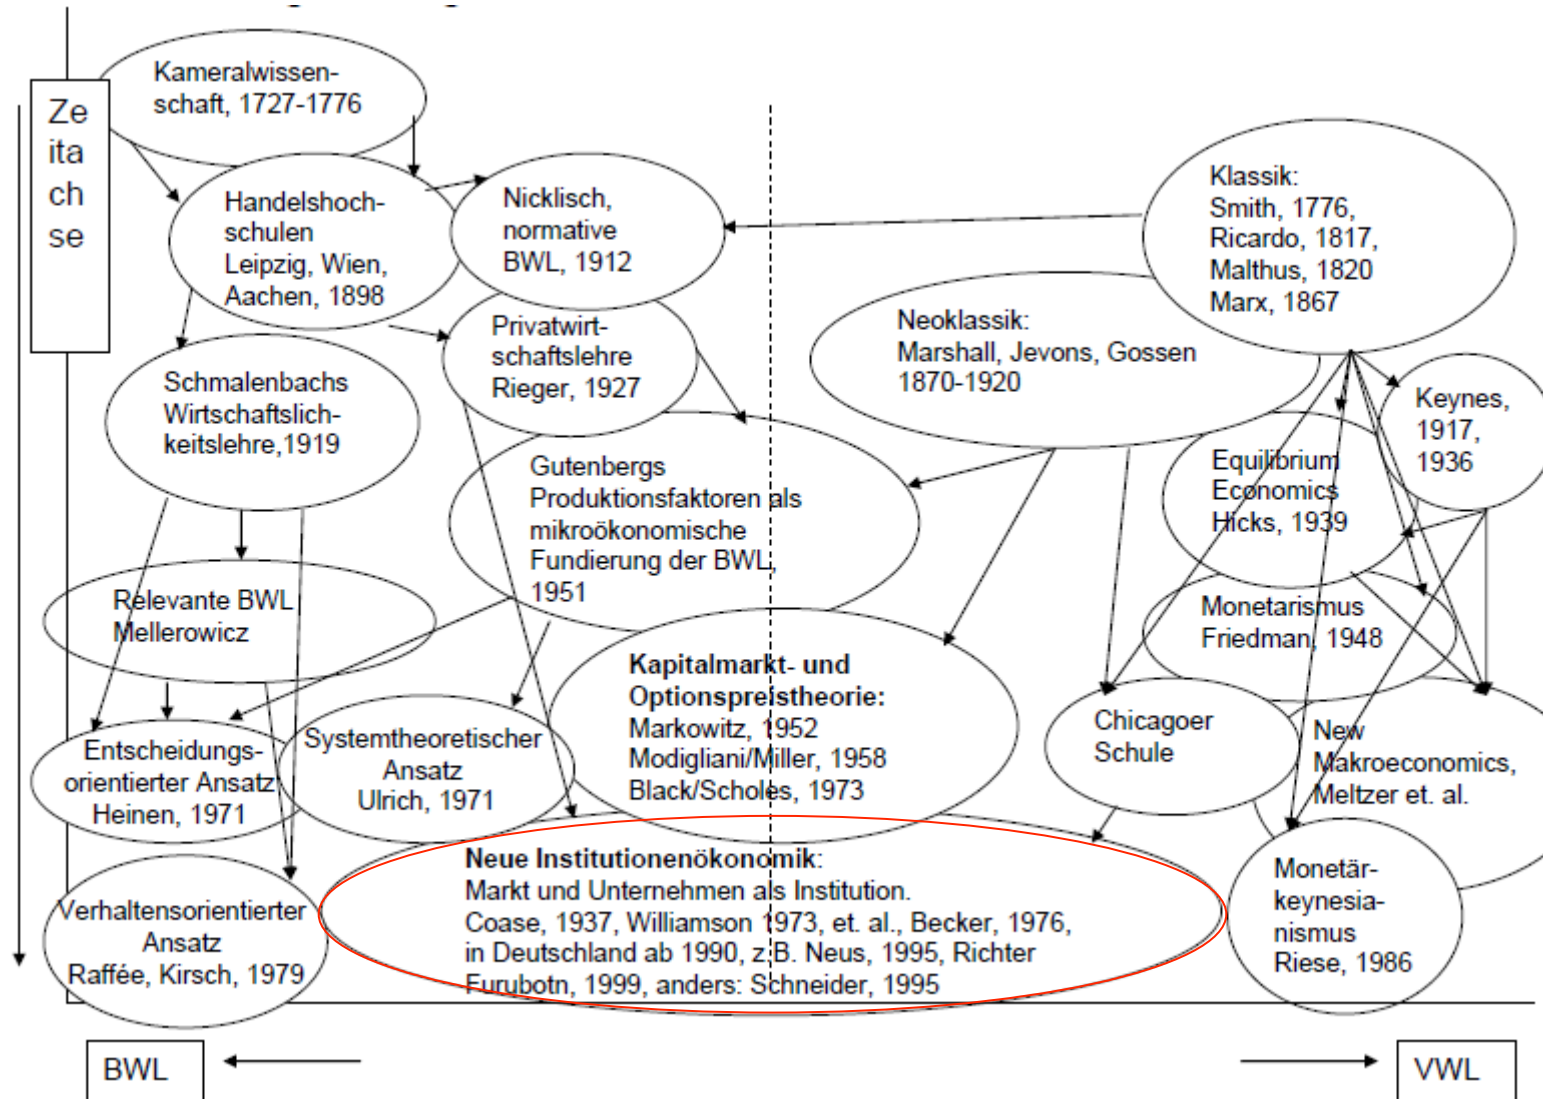 Kameralwissen-
schaft, 1727-1776
Ze
ita
ch
se
Handelshoch-
schulen
Leipzig, Wien,
Aachen, 1898
Nicklisch,
normative
BWL, 1912
Klassik:
Smith, 1776,
Ricardo, 1817,
Malthus, 1820
Marx, 1867
Privatwirt-
schaftslehre
Rieger, 1927
Neoklassik:
Marshall, Jevons, Gossen
1870-1920
Schmalenbachs
Wirtschaftslich-
keitslehre,1919
Keynes,
1917,
1936
Gutenbergs
Produktionsfaktoren als
mikroökonomische
Fundierung der BWL,
1951
Equilibrium
Economics
Hicks, 1939
Relevante BWL
Mellerowicz
Monetarismus
Friedman, 1948
Kapitalmarkt- und
Optionspreistheorie:
Markowitz, 1952
Modigliani/Miller, 1958
Black/Scholes, 1973
Chicagoer
Schule
New
Makroeconomics,
Meltzer et. al.
Entscheidungs-
orientierter Ansatz
Heinen, 1971
Systemtheoretischer
Ansatz
Ulrich, 1971
Neue Institutionenökonomik:
Markt und Unternehmen als Institution.
Coase, 1937, Williamson 1973, et. al., Becker, 1976,
in Deutschland ab 1990, z.B. Neus, 1995, Richter
Furubotn, 1999, anders: Schneider, 1995
Verhaltensorientierter
Ansatz
Raffée, Kirsch, 1979
Monetär-
keynesia-
nismus
Riese, 1986
BWL
VWL